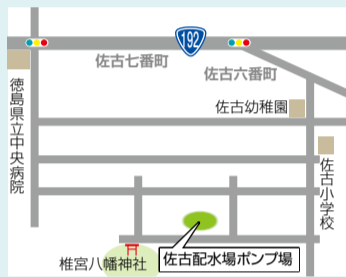 192
佐古七番町
佐古六番町
徳島県立中央病院
佐古幼稚園
佐古小学校
椎宮八幡神社
佐古配水場ポンプ場